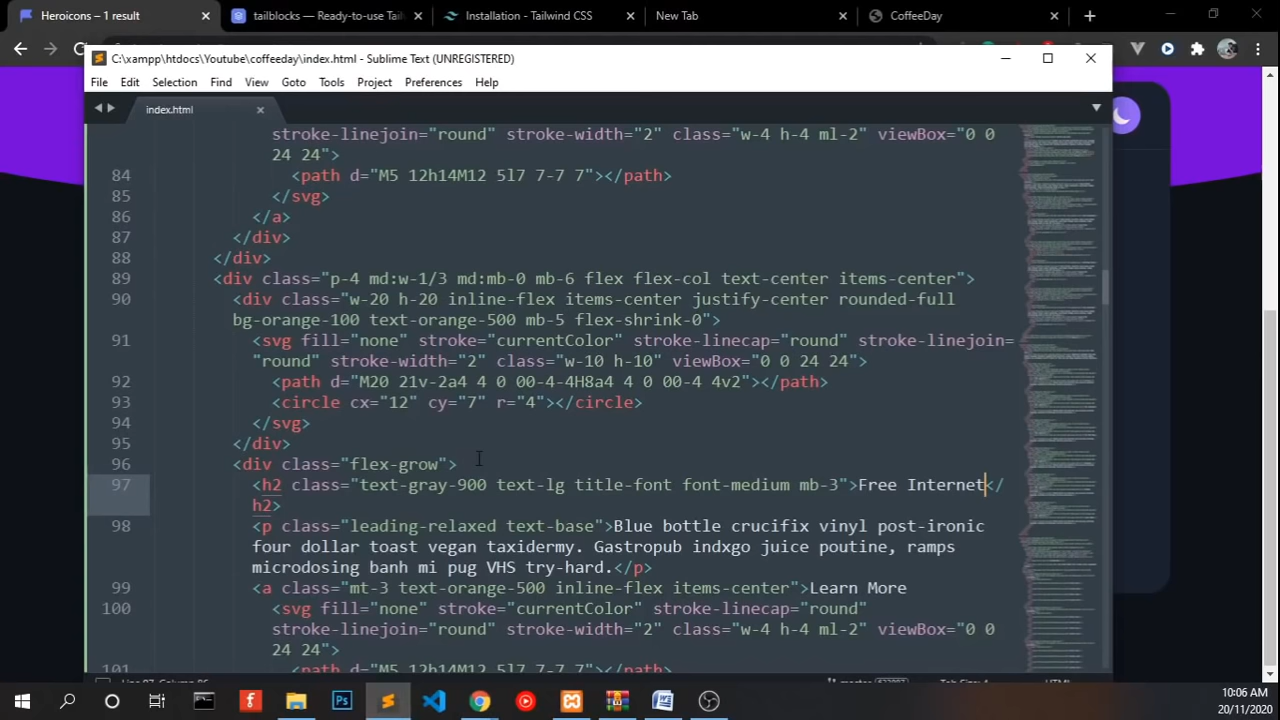 Heroicons – 1 result
tailblocks — Ready-to-use Tail
Installation - Tailwind CSS
New Tab
CoffeeDay
C:\xampp\htdocs\Youtube\coffeeday\index.html - Sublime Text (UNREGISTERED)
File Edit Selection Find View Goto Tools Project Preferences Help
index.html
stroke-linejoin="round" stroke-width="2" class="w-4 h-4 ml-2" viewBox="0 0
24 24">
84 <path d="M5 12h14M12 5l7 7-7 7"></path>
85 </svg>
86 </a>
87 </div>
88 </div>
89 <div class="p-4 md:w-1/3 md:mb-0 mb-6 flex flex-col text-center items-center">
90 <div class="w-20 h-20 inline-flex items-center justify-center rounded-full
bg-orange-100 text-orange-500 mb-5 flex-shrink-0">
91 <svg fill="none" stroke="currentColor" stroke-linecap="round" stroke-linejoin=
"round" stroke-width="2" class="w-10 h-10" viewBox="0 0 24 24">
92 <path d="M20 21v-2a4 4 0 00-4-4H8a4 4 0 00-4 4v2"></path>
93 <circle cx="12" cy="7" r="4"></circle>
94 </svg>
95 </div>
96 <div class="flex-grow">
97 <h2 class="text-gray-900 text-lg title-font font-medium mb-3">Free Internet</
h2>
98 <p class="leading-relaxed text-base">Blue bottle crucifix vinyl post-ironic
four dollar toast vegan taxidermy. Gastropub indxgo juice poutine, ramps
microdosing banh mi pug VHS try-hard.</p>
99 <a class="mt-3 text-orange-500 inline-flex items-center">Learn More
100 <svg fill="none" stroke="currentColor" stroke-linecap="round"
stroke-linejoin="round" stroke-width="2" class="w-4 h-4 ml-2" viewBox="0 0
24 24">
101 <path d="M5 12h14M12 5l7 7-7 7"></path>
10:06 AM
20/11/2020